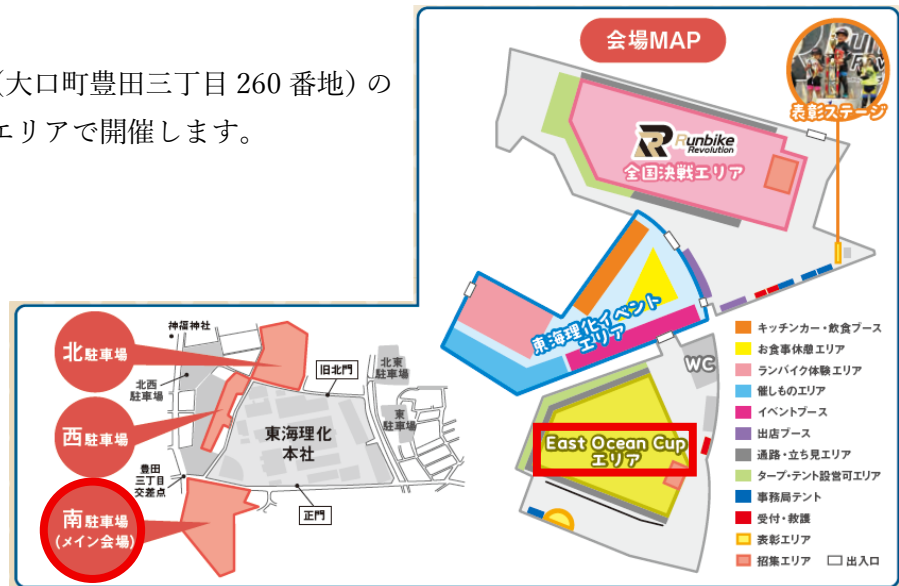 (大口町豊田三丁目 260 番地)の
エリアで開催します。
会場MAP
表彰ステージ
Runbike
Revolution
全国決戦エリア
東海理化イベント
エリア
WC
East Ocean Cup
エリア
キッチンカー・飲食ブース
お食事休憩エリア
ランバイク体験エリア
催しものエリア
イベントブース
出店ブース
通路・立ち見エリア
タープ・テント設営可エリア
事務局テント
受付・救護
表彰エリア
招集エリア
出入口
神福神社
北駐車場
北西
駐車場
旧北門
北東
駐車場
西駐車場
東海理化
本社
東
駐車場
豊田
三丁目
交差点
南駐車場
(メイン会場)
正門